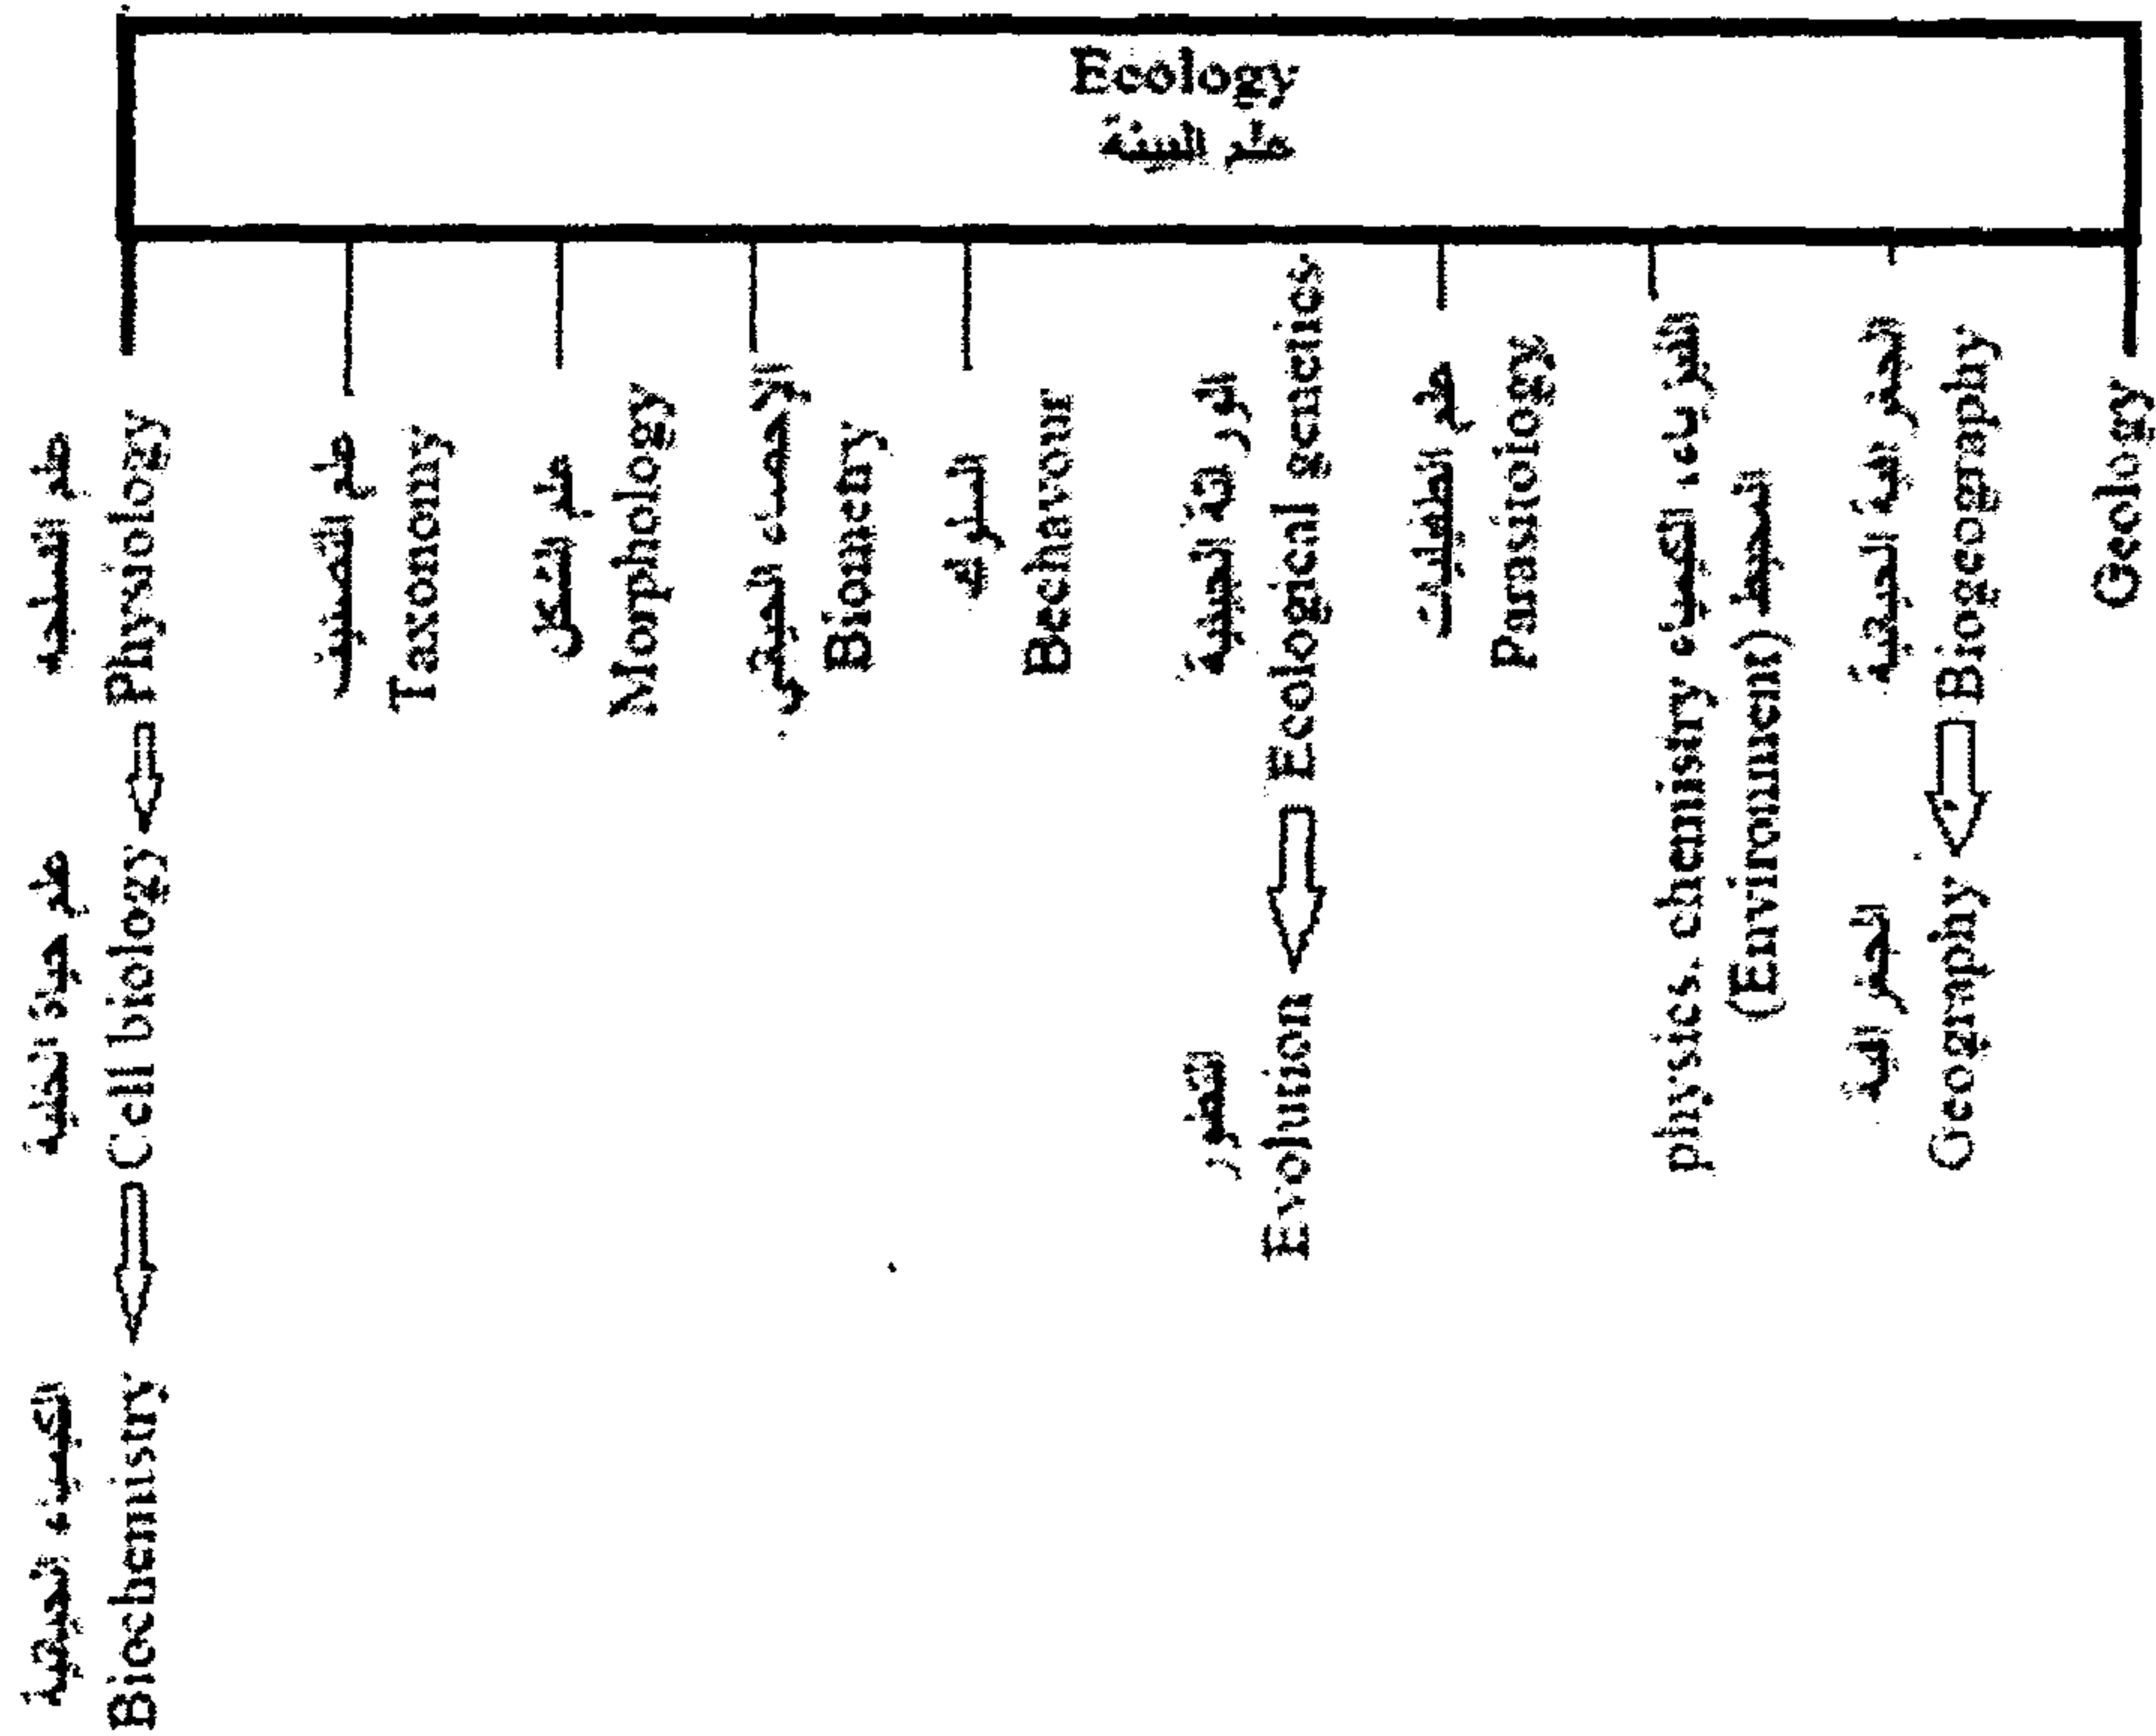 Ecology
علم البيئة
علم
Physiology
علم حياة الخلية
Cell biology
الكيمياء الحيوية
Biochemistry
علم التصنيف
Taxonomy
علم الشكل
Morphology
الإحصاء الحيوي
Biometry
السلوك
Bechavour
الوراثة البيئية
Ecological genetics
التطور
Evolution
علم الطفيليات
Parasitology
الفيزياء، الكيمياء
physics, chemistry
(Environment) المحيط
الجغرافية الحيوية
Biogeography
الجغرافية
Geography
Geology